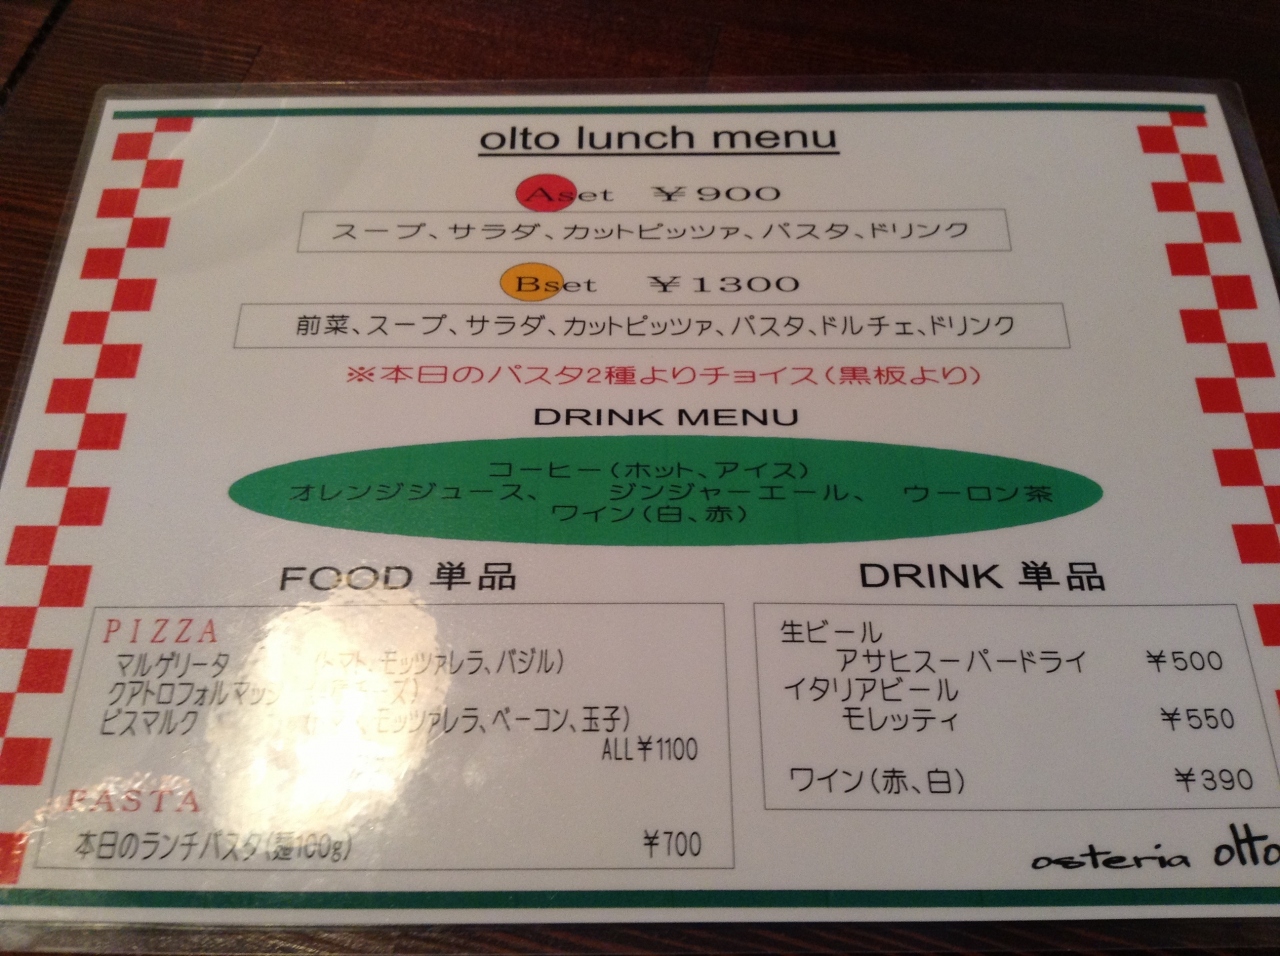 olto lunch menu
Aset ￥900
スープ、サラダ、カットピッツァ、パスタ、ドリンク
Bset ￥1300
前菜、スープ、サラダ、カットピッツァ、パスタ、ドルチェ、ドリンク
※本日のパスタ2種よりチョイス(黒板より)
DRINK MENU
コーヒー(ホット、アイス)
オレンジジュース、 ジンジャーエール、 ウーロン茶
ワイン(白、赤)
FOOD 単品
PIZZA
マルゲリータ (トマト、モッツァレラ、バジル)
クアトロフォルマッジ チーズ)
ビスマルク モッツァレラ、ベーコン、玉子)
ALL￥1100
PASTA
本日のランチパスタ(麺100g) ￥700
DRINK 単品
生ビール
アサヒスーパードライ ￥500
イタリアビール
モレッティ ￥550
ワイン(赤、白) ￥390
osteria olto